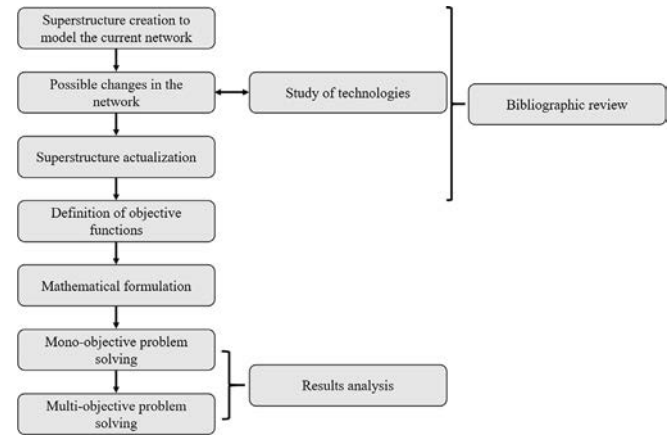 Superstructure creation to
model the current network
Possible changes in the
network
Study of technologies
Bibliographic review
Superstructure actualization
Definition of objective
functions
Mathematical formulation
Mono-objective problem
solving
Results analysis
Multi-objective problem
solving